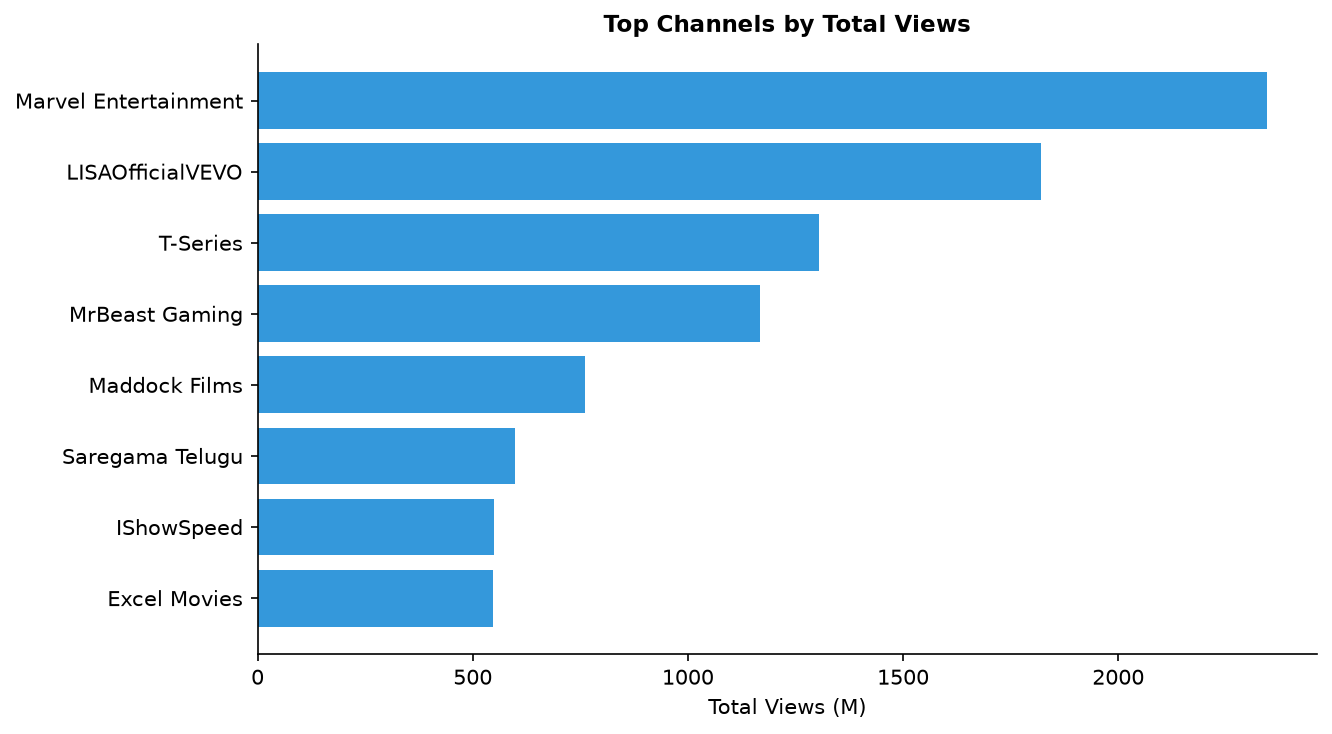 Top Channels by Total Views
Marvel Entertainment
LISAOfficialVEVO
T-Series
MrBeast Gaming
Maddock Films
Saregama Telugu
IShowSpeed
Excel Movies
0 500 1000 1500 2000
Total Views (M)